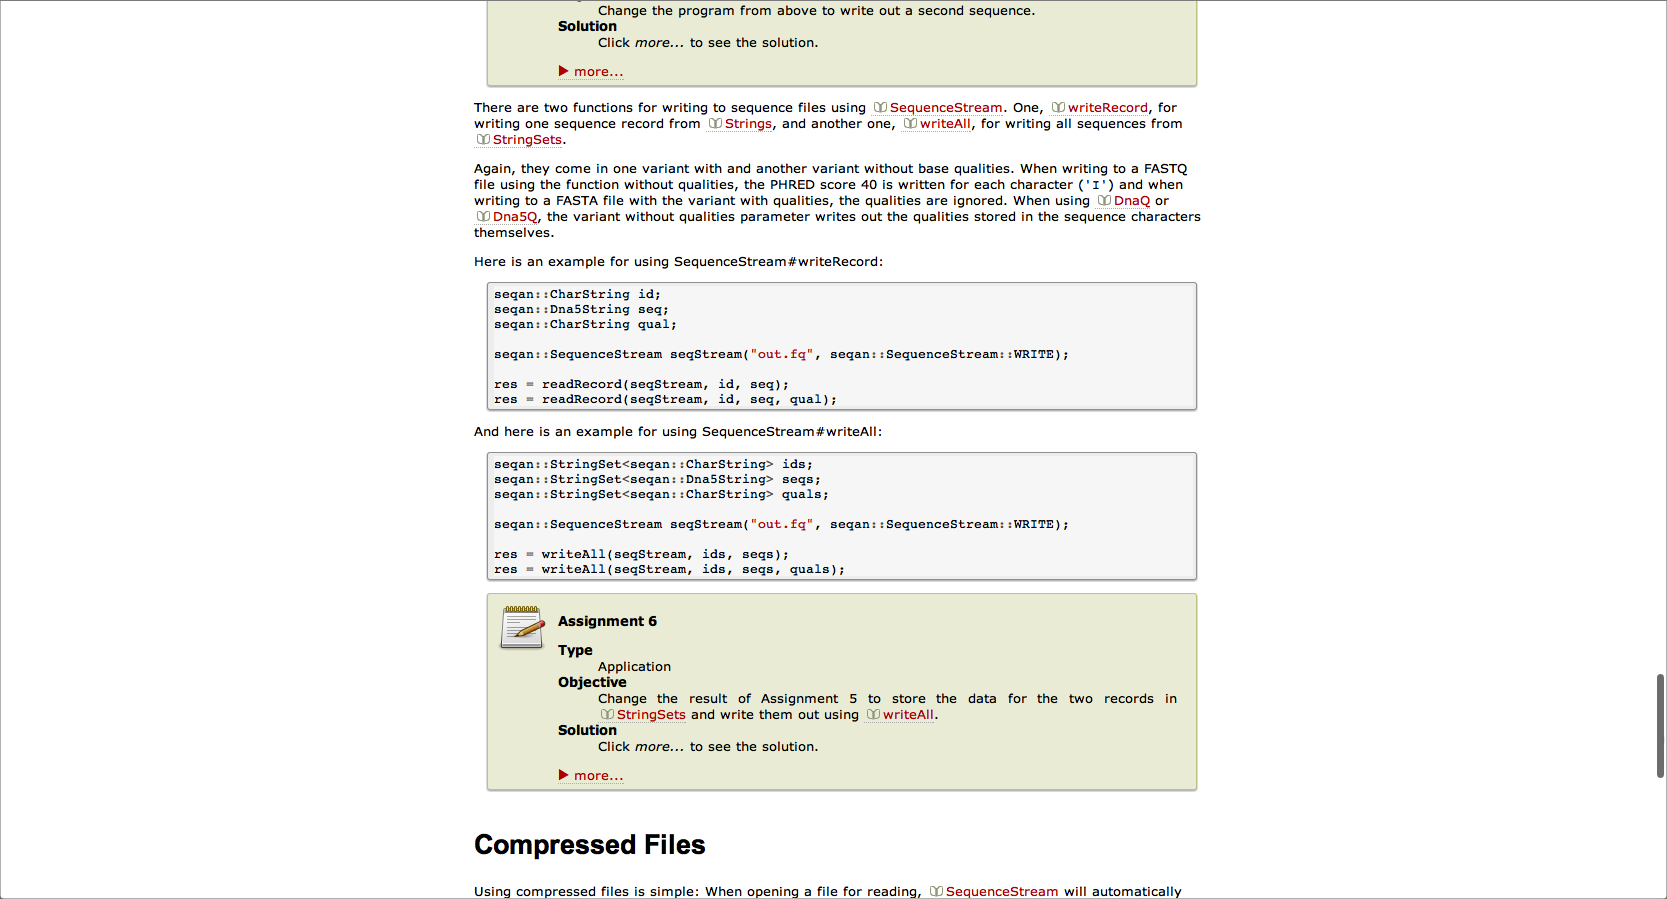 Change the program from above to write out a second sequence.
Solution
Click more... to see the solution.
more...
There are two functions for writing to sequence files using SequenceStream. One, writeRecord, for
writing one sequence record from Strings, and another one, writeAll, for writing all sequences from
StringSets.
Again, they come in one variant with and another variant without base qualities. When writing to a FASTQ
file using the function without qualities, the PHRED score 40 is written for each character ('I') and when
writing to a FASTA file with the variant with qualities, the qualities are ignored. When using DnaQ or
Dna5Q, the variant without qualities parameter writes out the qualities stored in the sequence characters
themselves.
Here is an example for using SequenceStream#writeRecord:
seqan::CharString id;
seqan::Dna5String seq;
seqan::CharString qual;
seqan::SequenceStream seqStream("out.fq", seqan::SequenceStream::WRITE);
res = readRecord(seqStream, id, seq);
res = readRecord(seqStream, id, seq, qual);
And here is an example for using SequenceStream#writeAll:
seqan::StringSet<seqan::CharString> ids;
seqan::StringSet<seqan::Dna5String> seqs;
seqan::StringSet<seqan::CharString> quals;
seqan::SequenceStream seqStream("out.fq", seqan::SequenceStream::WRITE);
res = writeAll(seqStream, ids, seqs);
res = writeAll(seqStream, ids, seqs, quals);
Assignment 6
Type
Application
Objective
Change the result of Assignment 5 to store the data for the two records in
StringSets and write them out using writeAll.
Solution
Click more... to see the solution.
more...
Compressed Files
Using compressed files is simple: When opening a file for reading, SequenceStream will automatically